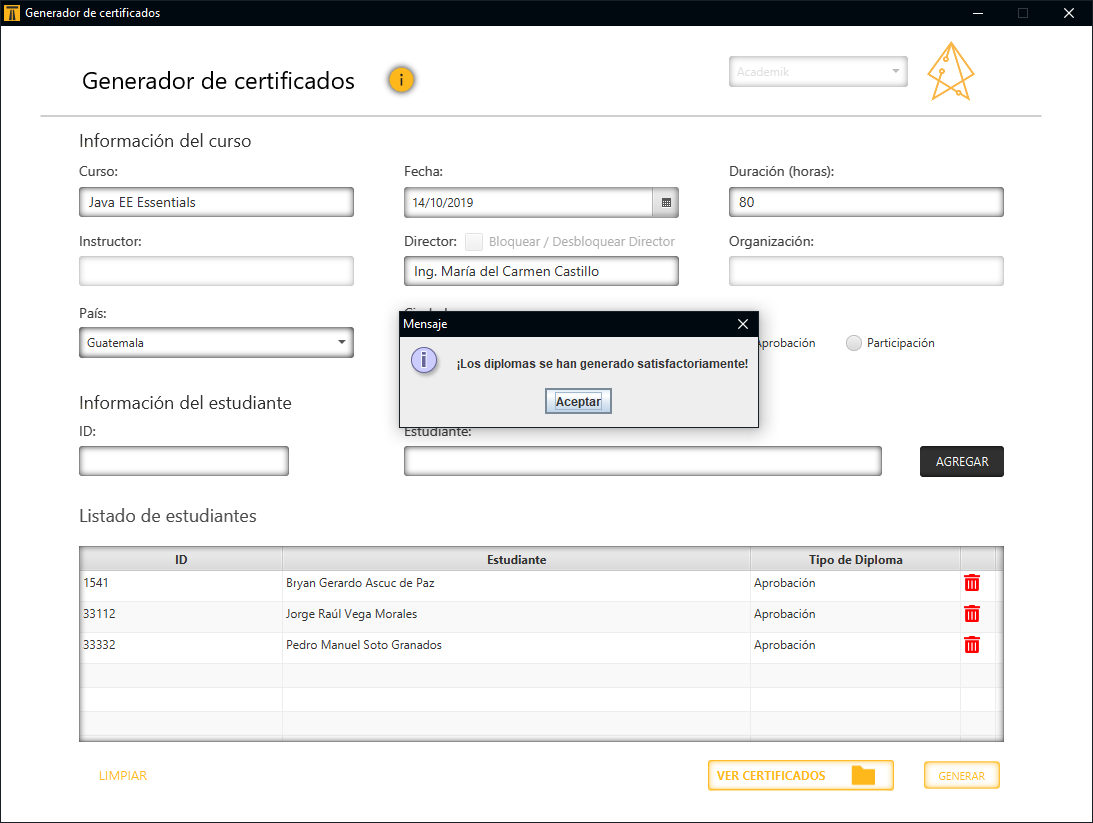 Generador de certificados
Generador de certificados
i
Academik
Información del curso
Curso:
Fecha:
Duración (horas):
Java EE Essentials
14/10/2019
80
Instructor:
Director:
Bloquear / Desbloquear Director
Organización:
Ing. María del Carmen Castillo
País:
Guatemala
Aprobación
Participación
Mensaje
i
¡Los diplomas se han generado satisfactoriamente!
Aceptar
Información del estudiante
ID:
Estudiante:
AGREGAR
Listado de estudiantes
ID Estudiante Tipo de Diploma
1541 Bryan Gerardo Ascuc de Paz Aprobación
33112 Jorge Raúl Vega Morales Aprobación
33332 Pedro Manuel Soto Granados Aprobación
LIMPIAR
VER CERTIFICADOS
GENERAR